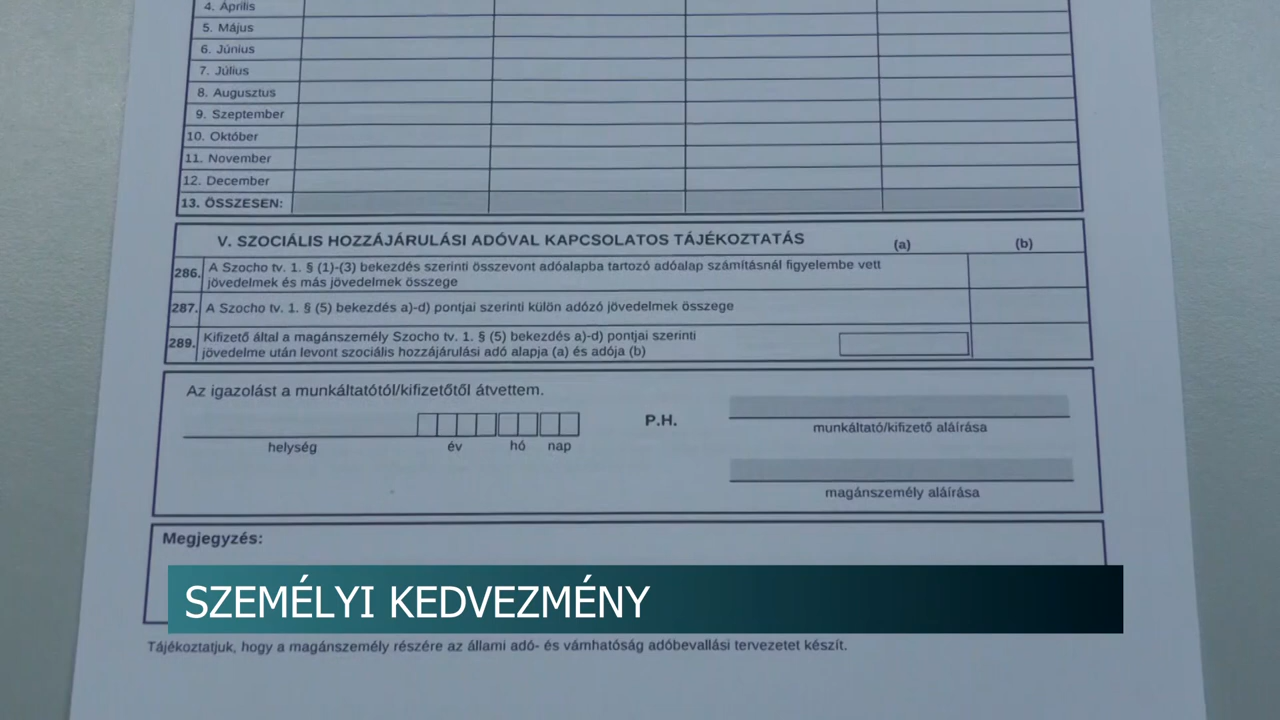 4. Április
5. Május
6. Június
7. Július
8. Augusztus
9. Szeptember
10. Október
11. November
12. December
13. ÖSSZESEN:
V. SZOCIÁLIS HOZZÁJÁRULÁSI ADÓVAL KAPCSOLATOS TÁJÉKOZTATÁS (a) (b)
286. A Szocho tv. 1. § (1)-(3) bekezdés szerinti összevont adóalapba tartozó adóalap számításnál figyelembe vett
jövedelmek és más jövedelmek összege
287. A Szocho tv. 1. § (5) bekezdés a)-d) pontjai szerinti külön adózó jövedelmek összege
289. Kifizető által a magánszemély Szocho tv. 1. § (5) bekezdés a)-d) pontjai szerinti
jövedelme után levont szociális hozzájárulási adó alapja (a) és adója (b)
Az igazolást a munkáltatótól/kifizetőtől átvettem.
P.H.
munkáltató/kifizető aláírása
helység év hó nap
magánszemély aláírása
Megjegyzés:
SZEMÉLYI KEDVEZMÉNY
Tájékoztatjuk, hogy a magánszemély részére az állami adó- és vámhatóság adóbevallási tervezetet készít.